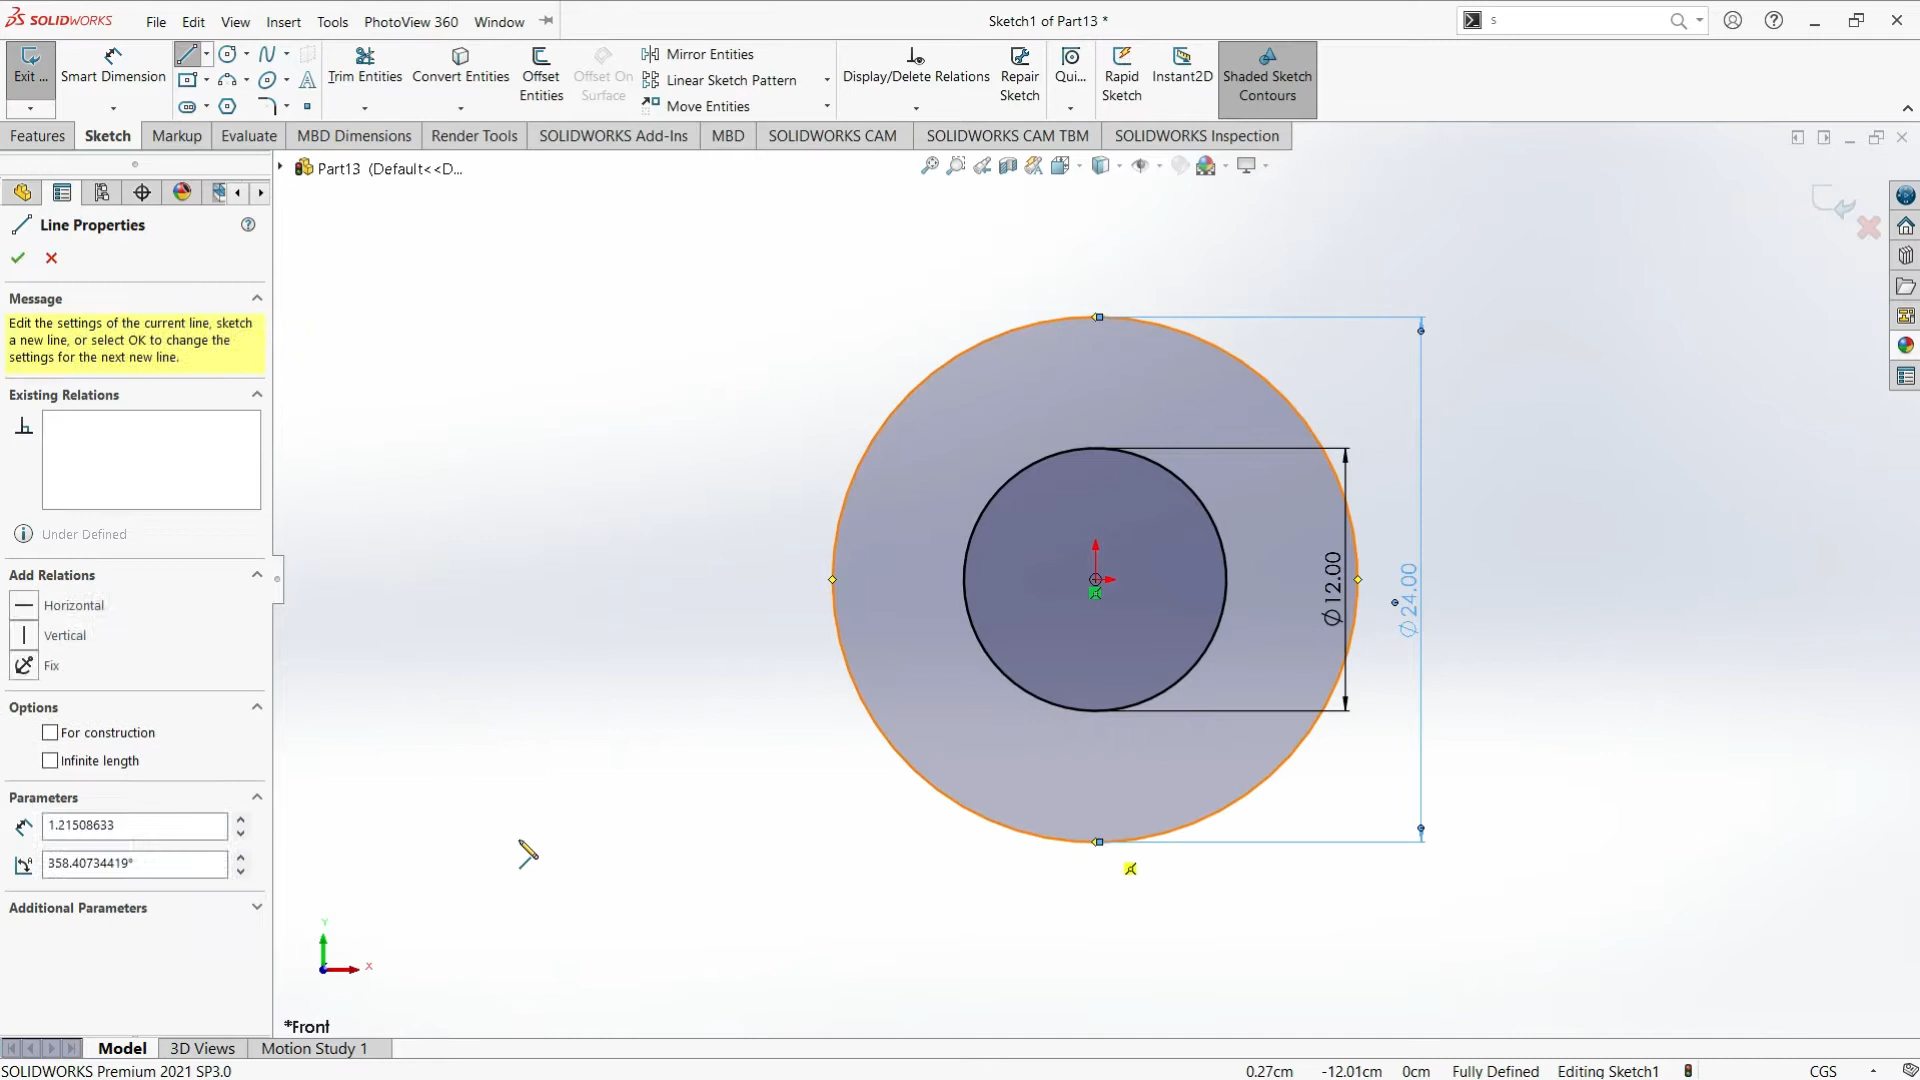 SOLIDWORKS File Edit View Insert Tools PhotoView 360 Window Sketch1 of Part13 * s
Exit ... Smart Dimension Trim Entities Convert Entities Offset Entities Offset On Surface Mirror Entities Linear Sketch Pattern Move Entities Display/Delete Relations Repair Sketch Qui... Rapid Sketch Instant2D Shaded Sketch Contours
Features Sketch Markup Evaluate MBD Dimensions Render Tools SOLIDWORKS Add-Ins MBD SOLIDWORKS CAM SOLIDWORKS CAM TBM SOLIDWORKS Inspection
Part13 (Default<<D...
Line Properties
Message
Edit the settings of the current line, sketch
a new line, or select OK to change the
settings for the next new line.
Existing Relations
Under Defined
Add Relations
Horizontal
Vertical
Fix
Options
For construction
Infinite length
Parameters
1.21508633
358.40734419°
Additional Parameters
∅12.00
∅24.00
Y
X
*Front
Model 3D Views Motion Study 1
SOLIDWORKS Premium 2021 SP3.0 0.27cm -12.01cm 0cm Fully Defined Editing Sketch1 CGS